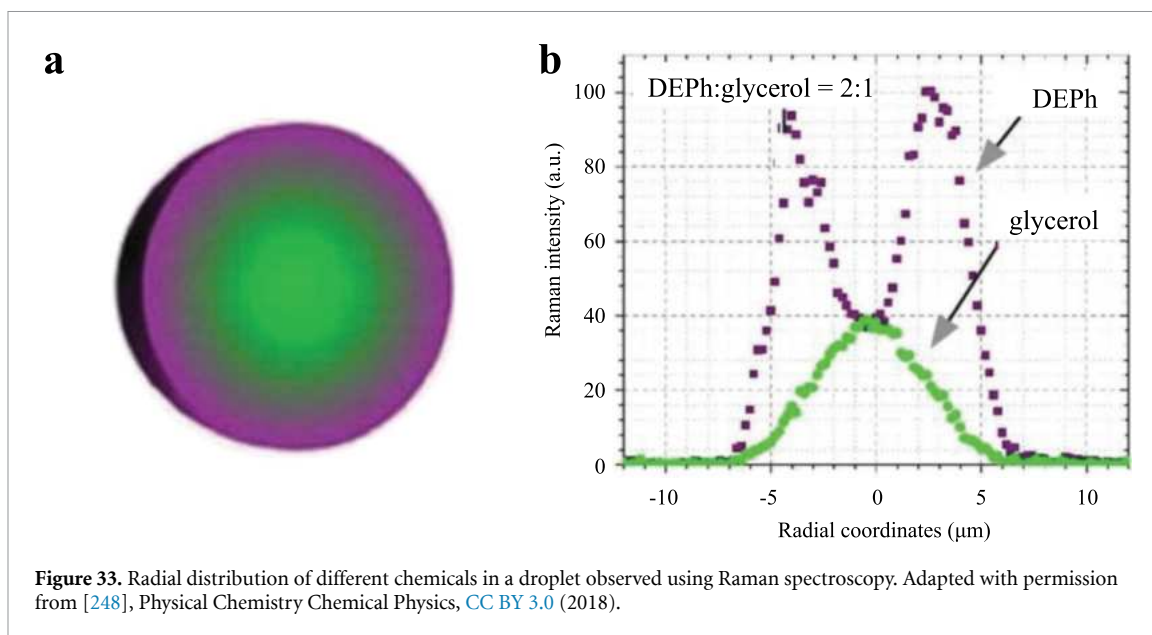 a
b
DEPh:glycerol = 2:1
DEPh
glycerol
Raman intensity (a.u.)
100
80
60
40
20
0
-10 -5 0 5 10
Radial coordinates (μm)
Figure 33. Radial distribution of different chemicals in a droplet observed using Raman spectroscopy. Adapted with permission
from [248], Physical Chemistry Chemical Physics, CC BY 3.0 (2018).